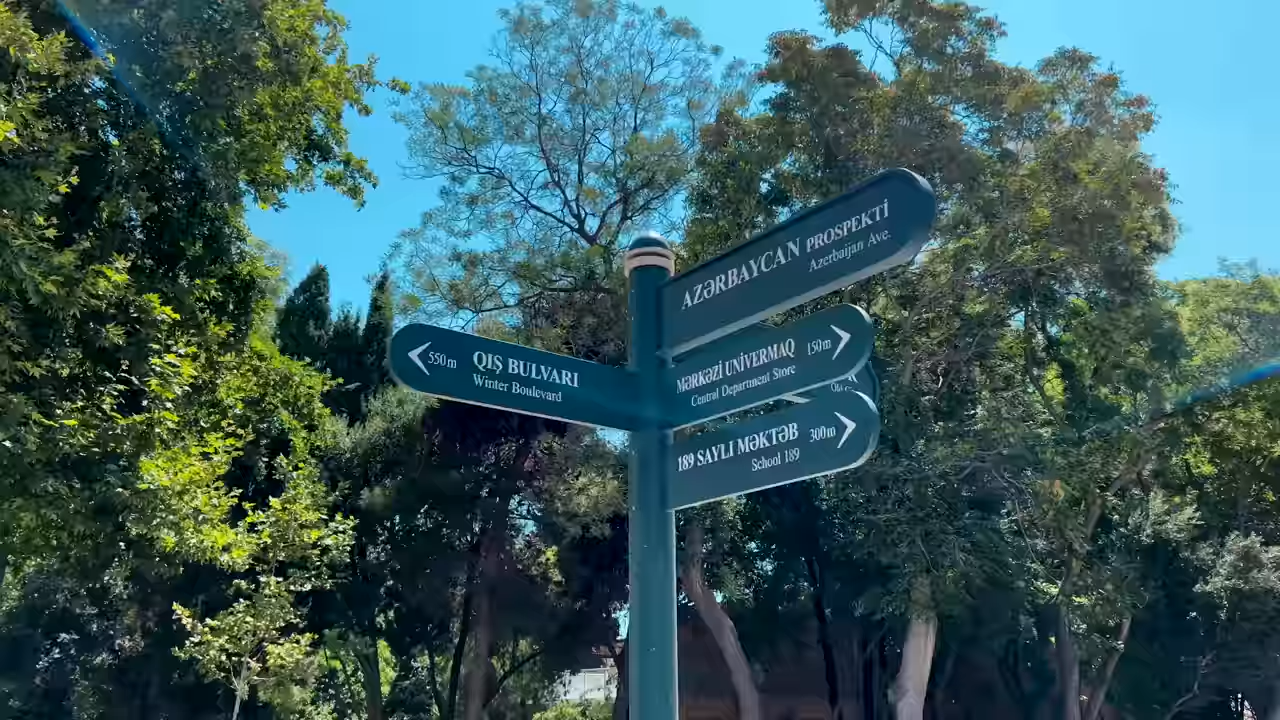 AZƏRBAYCAN PROSPEKTİ
Azerbaijan Ave.
550m QIŞ BULVARI
Winter Boulevard
MƏRKƏZİ UNİVERMAQ 150m
Central Department Store
189 SAYLI MƏKTƏB 300m
School 189